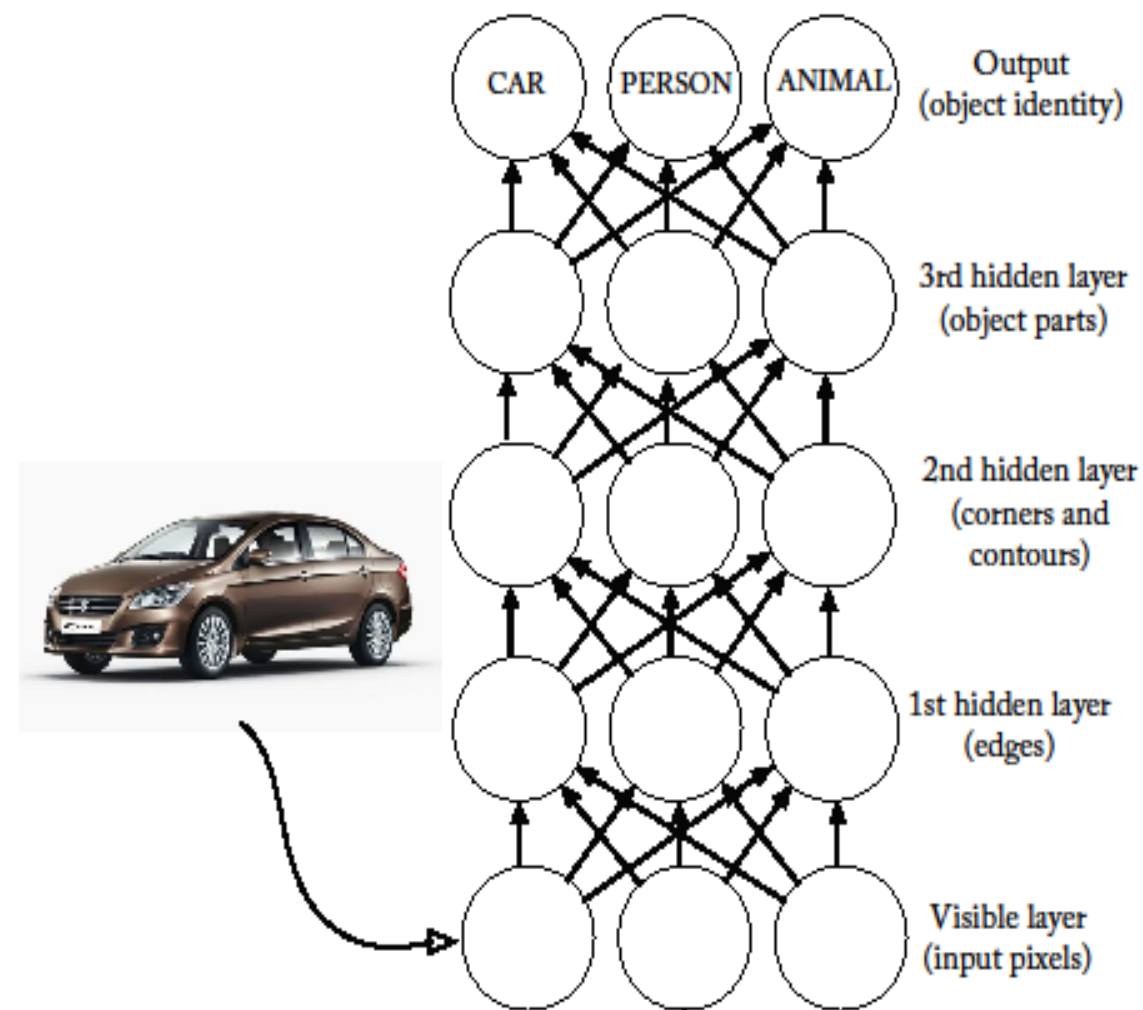 CAR
PERSON
ANIMAL
Output
(object identity)
3rd hidden layer
(object parts)
2nd hidden layer
(corners and
contours)
1st hidden layer
(edges)
Visible layer
(input pixels)